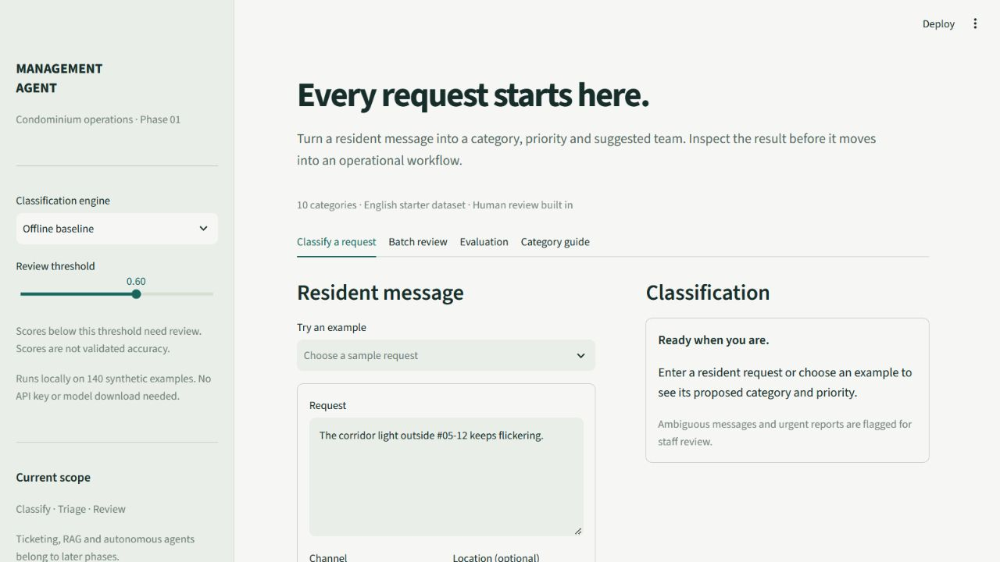 Deploy
MANAGEMENT
AGENT
Condominium operations · Phase 01
Classification engine
Offline baseline
Review threshold
0.60
Scores below this threshold need review.
Scores are not validated accuracy.
Runs locally on 140 synthetic examples. No
API key or model download needed.
Current scope
Classify · Triage · Review
Ticketing, RAG and autonomous agents
belong to later phases.
Every request starts here.
Turn a resident message into a category, priority and suggested team. Inspect the result before it moves
into an operational workflow.
10 categories · English starter dataset · Human review built in
Classify a request Batch review Evaluation Category guide
Resident message
Try an example
Choose a sample request
Request
The corridor light outside #05-12 keeps flickering.
Channel Location (optional)
Classification
Ready when you are.
Enter a resident request or choose an example to
see its proposed category and priority.
Ambiguous messages and urgent reports are flagged for
staff review.